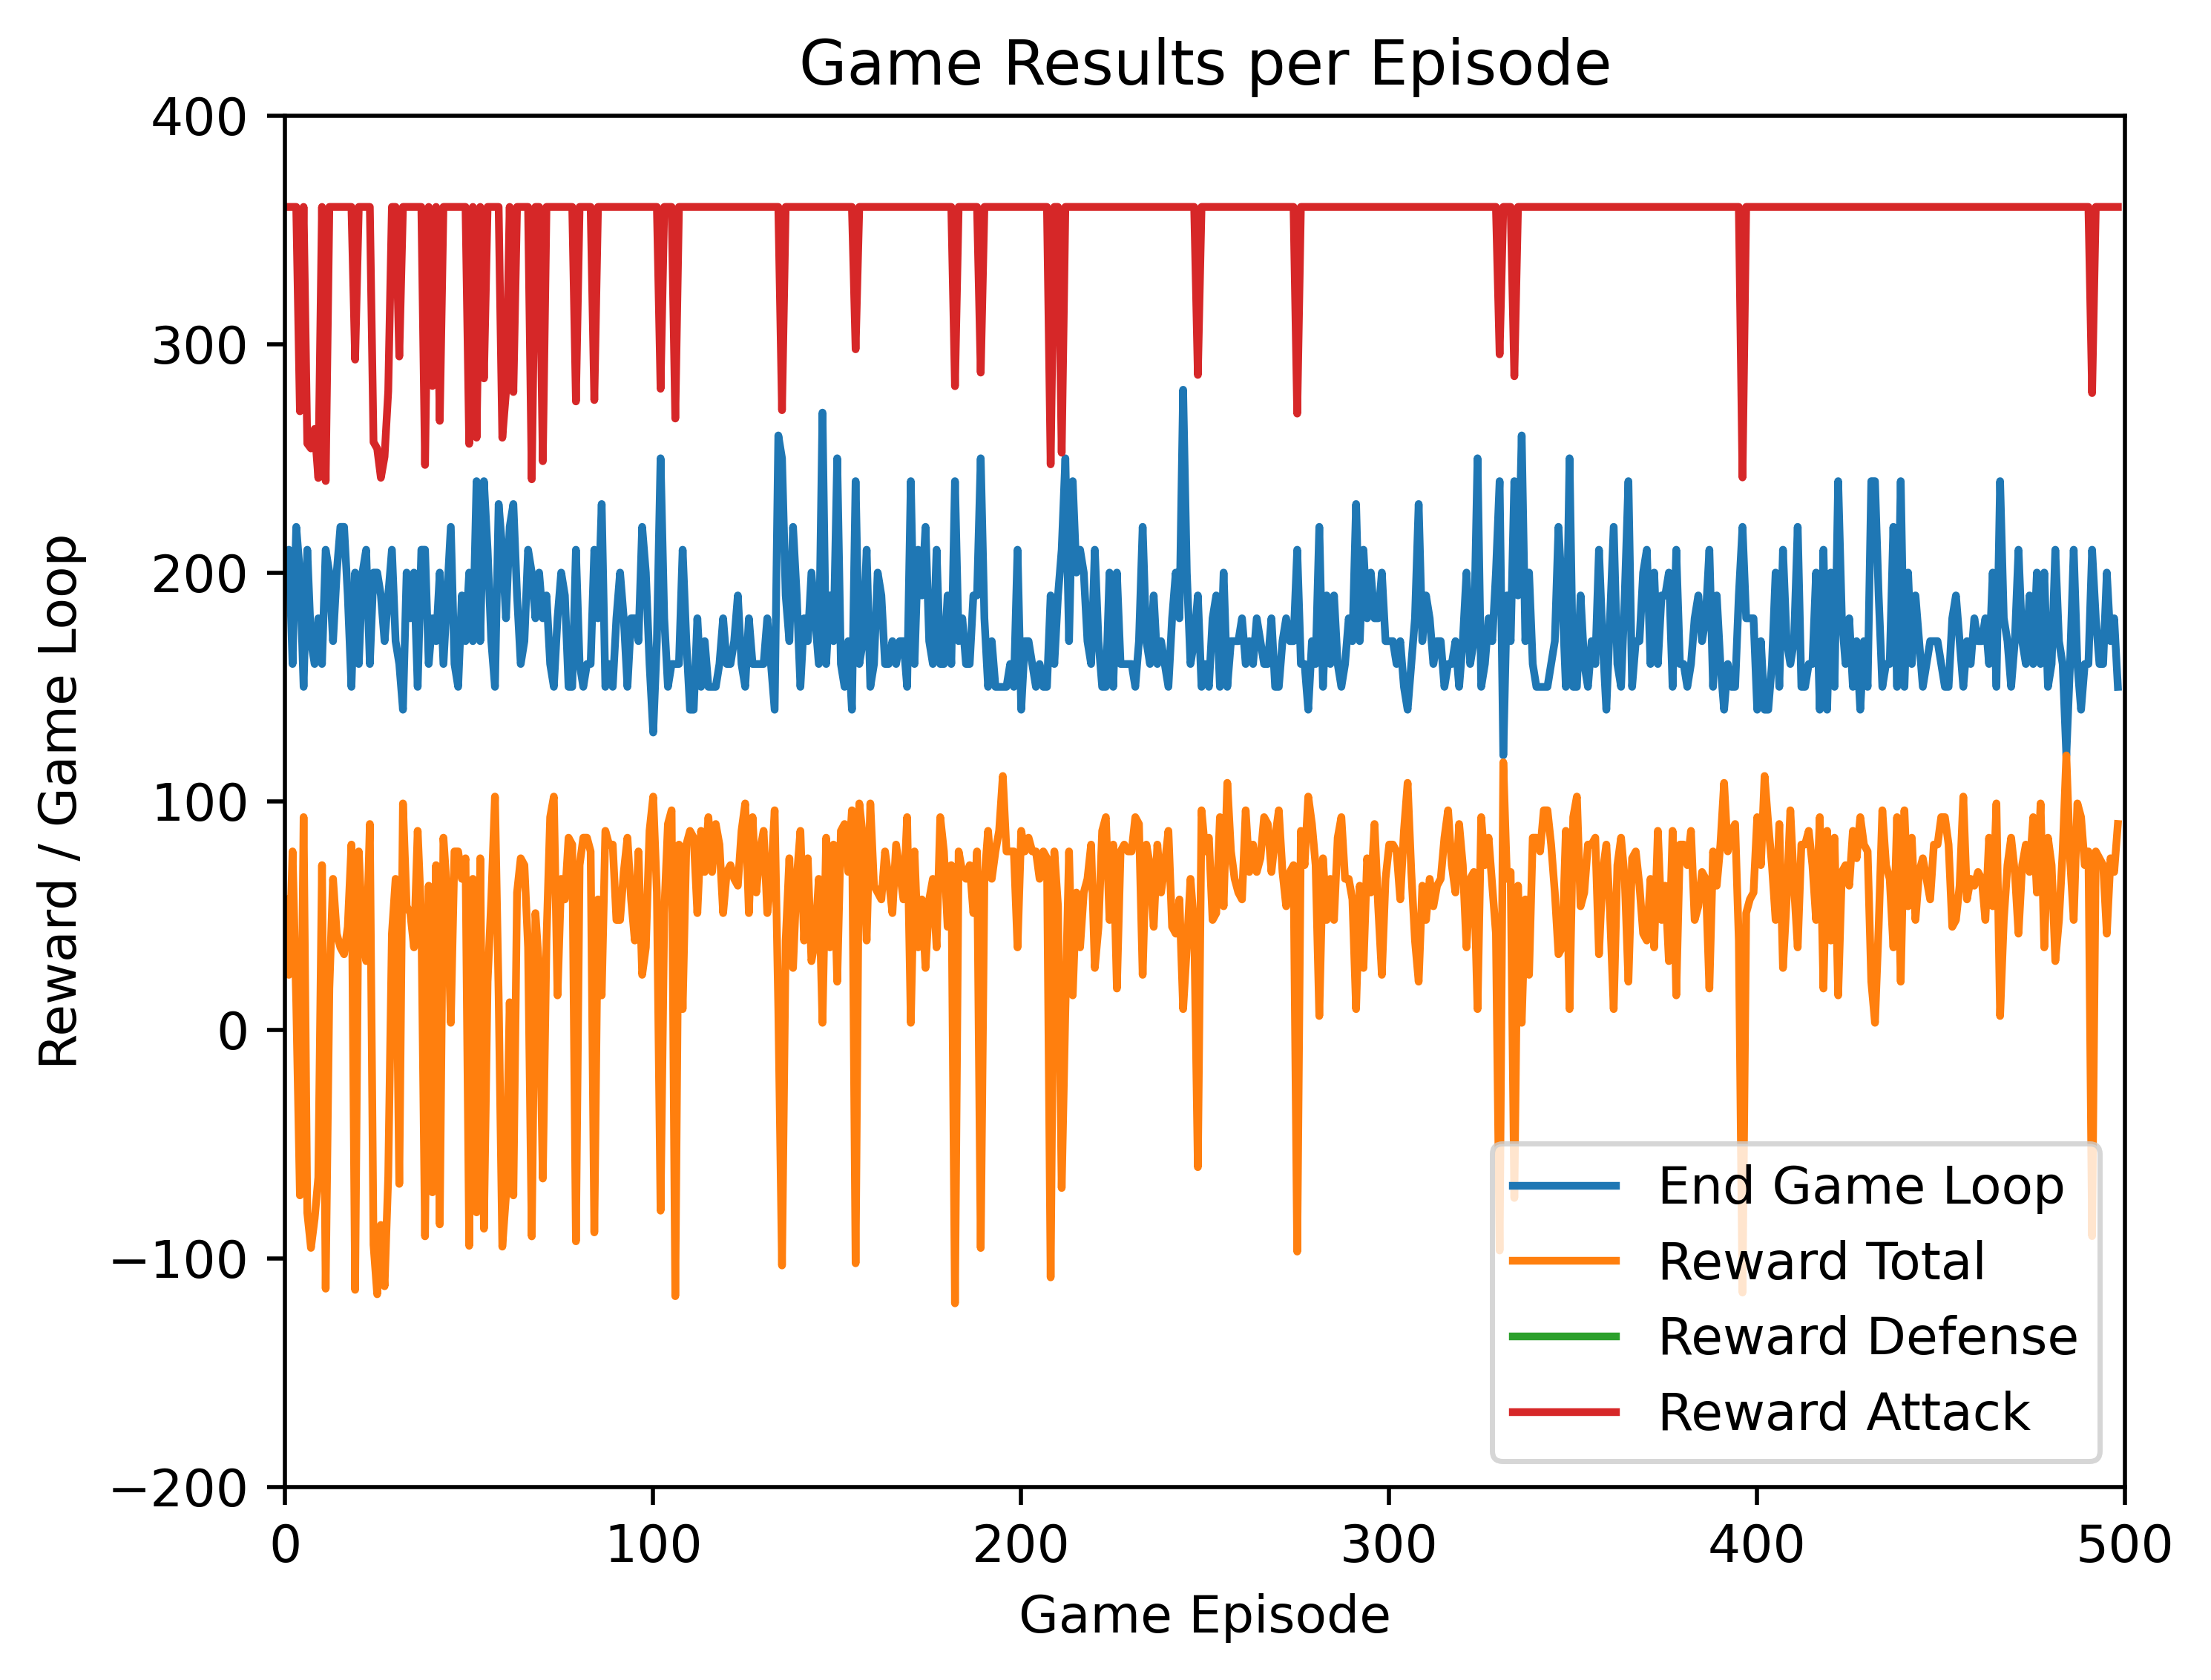 Game Results per Episode
400
300
200
100
0
−100
−200
Reward / Game Loop
End Game Loop
Reward Total
Reward Defense
Reward Attack
0 100 200 300 400 500
Game Episode